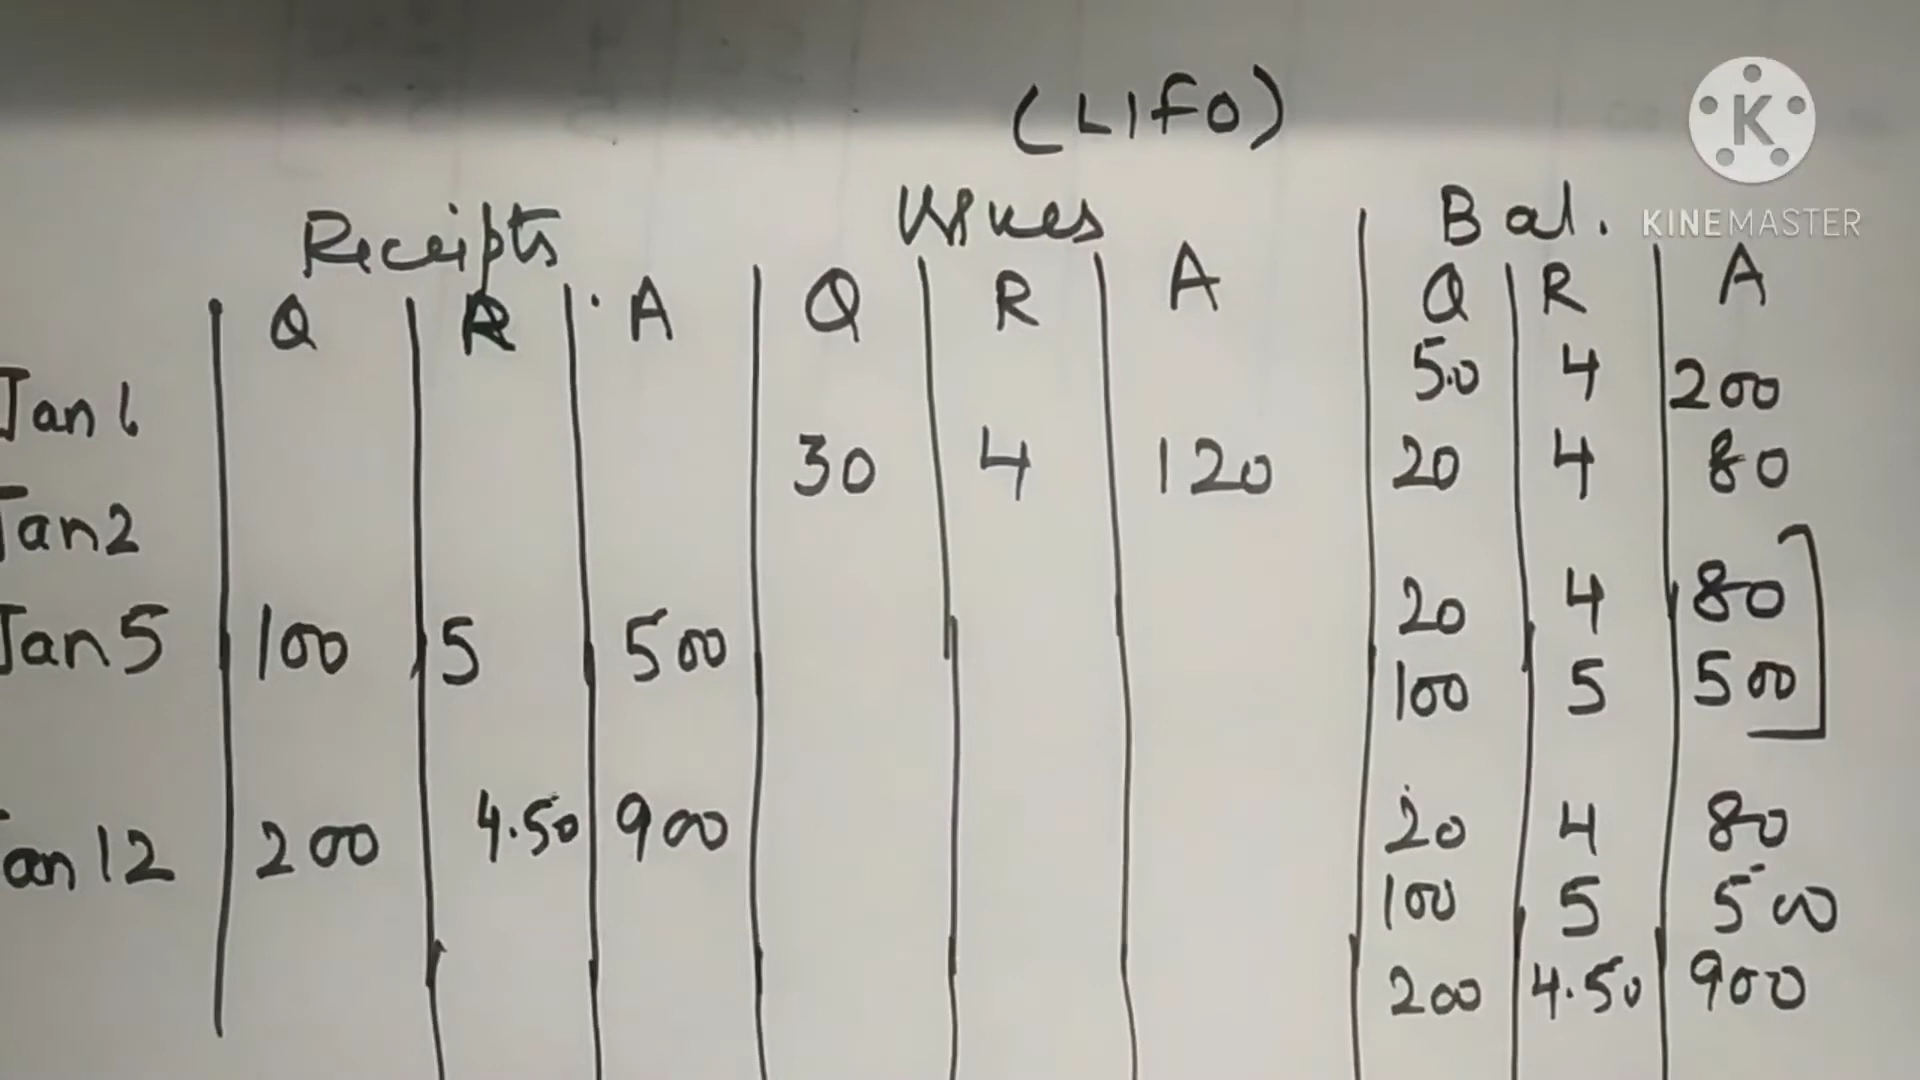 (LIFO)
K
KINEMASTER
Receipts Issues Bal.
Q R A Q R A Q R A
Jan 1 50 4 200
Jan 2 30 4 120 20 4 80
Jan 5 100 5 500 20 4 80
100 5 500
Jan 12 200 4.50 900 20 4 80
100 5 500
200 4.50 900